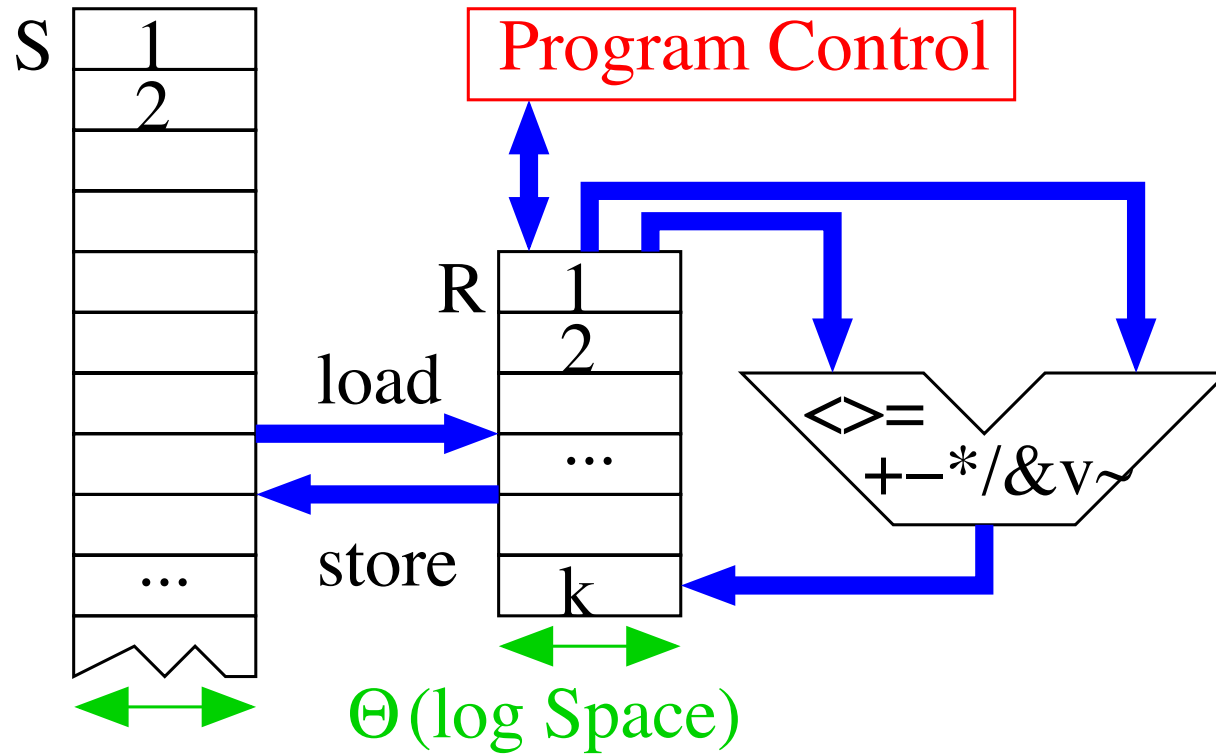 S
1
2
...
Program Control
R
1
2
...
k
load
store
<>=
+−*/&v~
Θ(log Space)